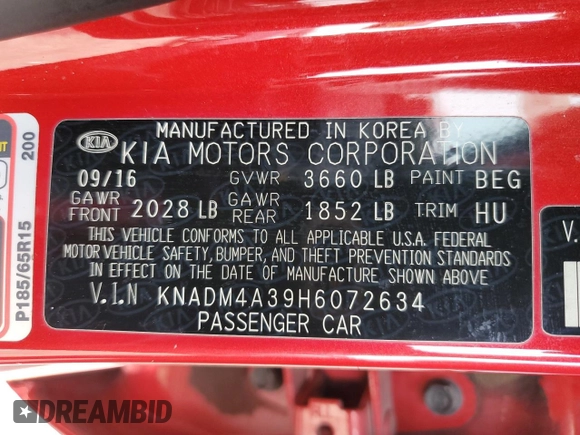 MANUFACTURED IN KOREA BY
KIA KIA MOTORS CORPORATION
09/16 GVWR 3660 LB PAINT BEG
GAWR FRONT 2028 LB GAWR REAR 1852 LB TRIM HU
THIS VEHICLE CONFORMS TO ALL APPLICABLE U.S.A. FEDERAL
MOTOR VEHICLE SAFETY, BUMPER, AND THEFT PREVENTION STANDARDS
IN EFFECT ON THE DATE OF MANUFACTURE SHOWN ABOVE
V.I.N KNADM4A39H6072634
PASSENGER CAR
P185/65R15 200
V.
DREAMBID